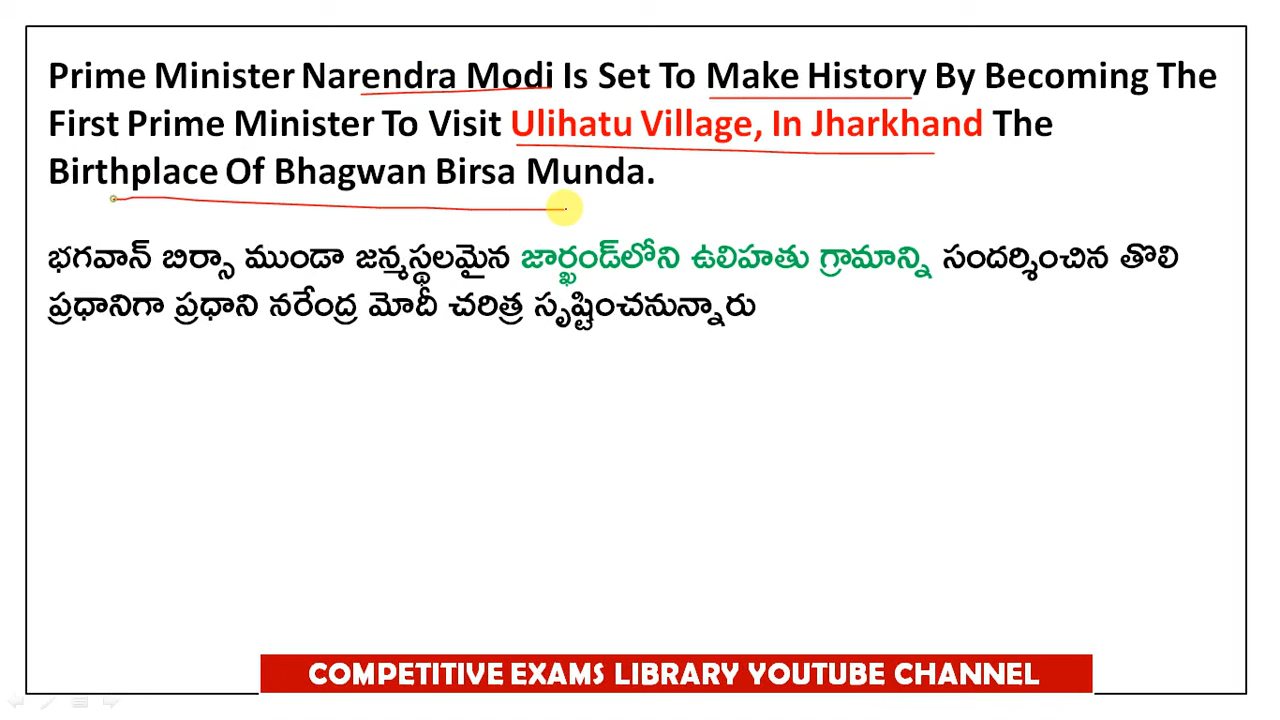 Prime Minister Narendra Modi Is Set To Make History By Becoming The
First Prime Minister To Visit Ulihatu Village, In Jharkhand The
Birthplace Of Bhagwan Birsa Munda.
భగవాన్ బిర్సా ముండా జన్మస్థలమైన జార్ఖండ్‌లోని ఉలిహతు గ్రామాన్ని సందర్శించిన తొలి
ప్రధానిగా ప్రధాని నరేంద్ర మోదీ చరిత్ర సృష్టించనున్నారు
COMPETITIVE EXAMS LIBRARY YOUTUBE CHANNEL